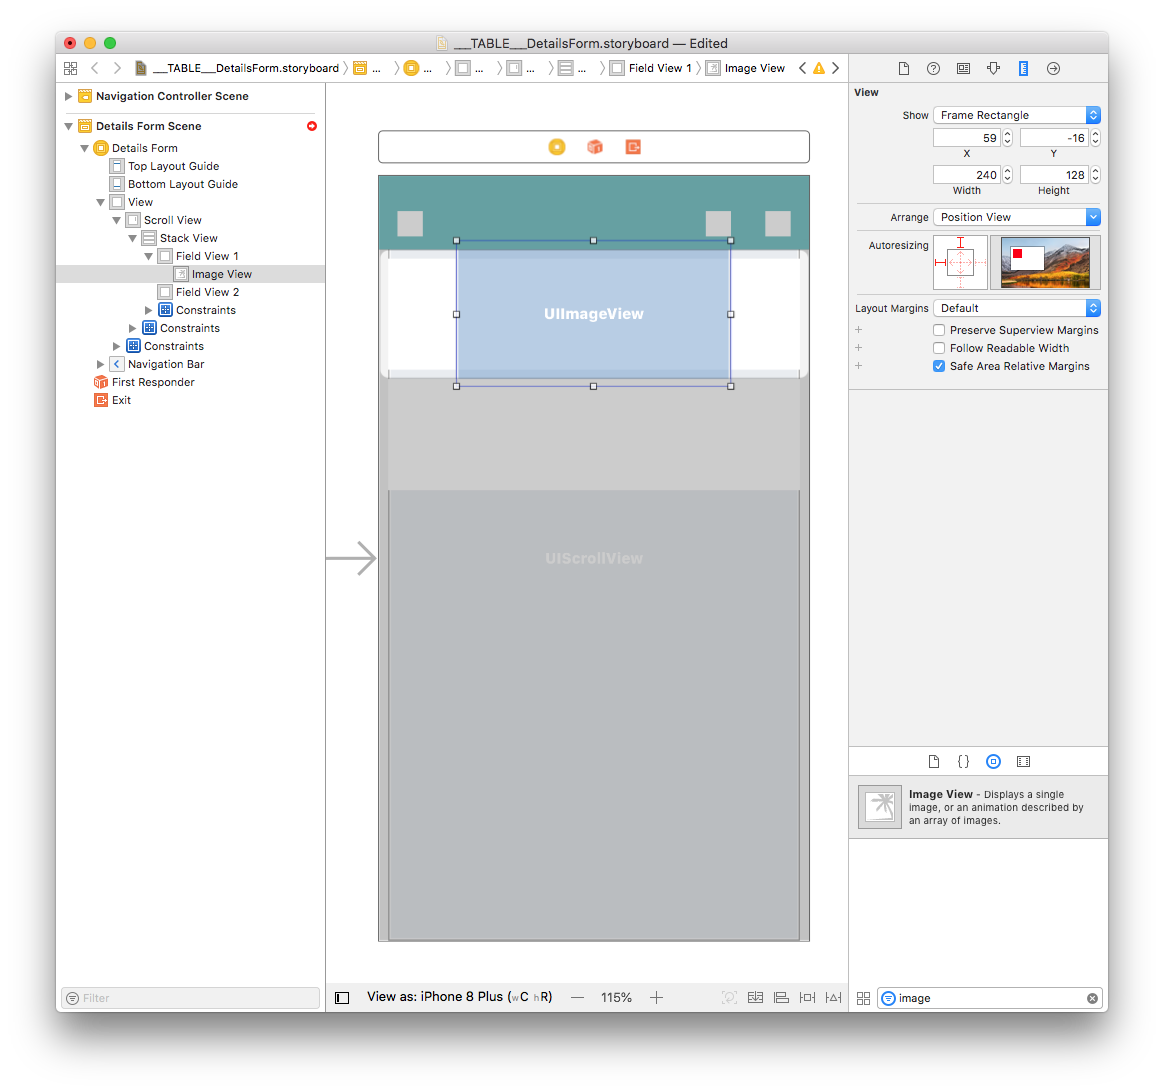 ___TABLE___DetailsForm.storyboard — Edited
___TABLE___DetailsForm.storyboard ... ... ... ... ... Field View 1 Image View
Navigation Controller Scene
Details Form Scene
Details Form
Top Layout Guide
Bottom Layout Guide
View
Scroll View
Stack View
Field View 1
Image View
Field View 2
Constraints
Constraints
Constraints
Navigation Bar
First Responder
Exit
Filter
UIImageView
UIScrollView
View as: iPhone 8 Plus (wC hR) — 115% +
View
Show Frame Rectangle
59 -16
X Y
240 128
Width Height
Arrange Position View
Autoresizing
Layout Margins Default
+ Preserve Superview Margins
+ Follow Readable Width
+ Safe Area Relative Margins
{}
Image View - Displays a single
image, or an animation described by
an array of images.
image